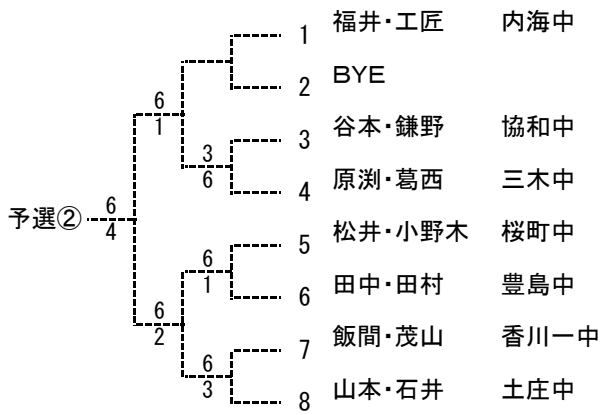 1 福井・工匠 内海中
2 BYE
6
1
3 谷本・鎌野 協和中
3
6
4 原渕・葛西 三木中
予選② 6
4
5 松井・小野木 桜町中
6
1
6 田中・田村 豊島中
6
2
7 飯間・茂山 香川一中
6
3
8 山本・石井 土庄中